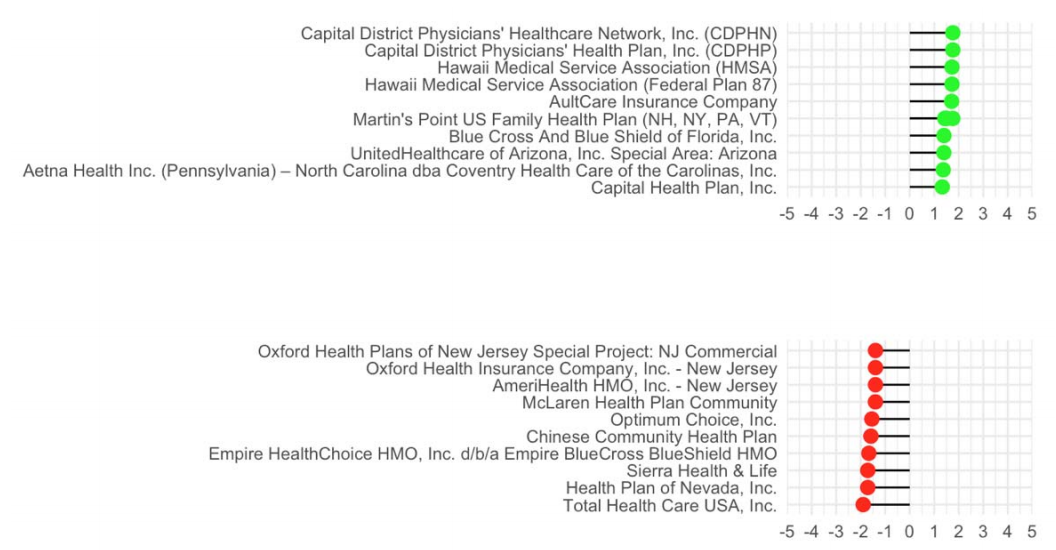 Capital District Physicians' Healthcare Network, Inc. (CDPHN)
Capital District Physicians' Health Plan, Inc. (CDPHP)
Hawaii Medical Service Association (HMSA)
Hawaii Medical Service Association (Federal Plan 87)
AultCare Insurance Company
Martin's Point US Family Health Plan (NH, NY, PA, VT)
Blue Cross And Blue Shield of Florida, Inc.
UnitedHealthcare of Arizona, Inc. Special Area: Arizona
Aetna Health Inc. (Pennsylvania) – North Carolina dba Coventry Health Care of the Carolinas, Inc.
Capital Health Plan, Inc.
-5 -4 -3 -2 -1 0 1 2 3 4 5
Oxford Health Plans of New Jersey Special Project: NJ Commercial
Oxford Health Insurance Company, Inc. - New Jersey
AmeriHealth HMO, Inc. - New Jersey
McLaren Health Plan Community
Optimum Choice, Inc.
Chinese Community Health Plan
Empire HealthChoice HMO, Inc. d/b/a Empire BlueCross BlueShield HMO
Sierra Health & Life
Health Plan of Nevada, Inc.
Total Health Care USA, Inc.
-5 -4 -3 -2 -1 0 1 2 3 4 5